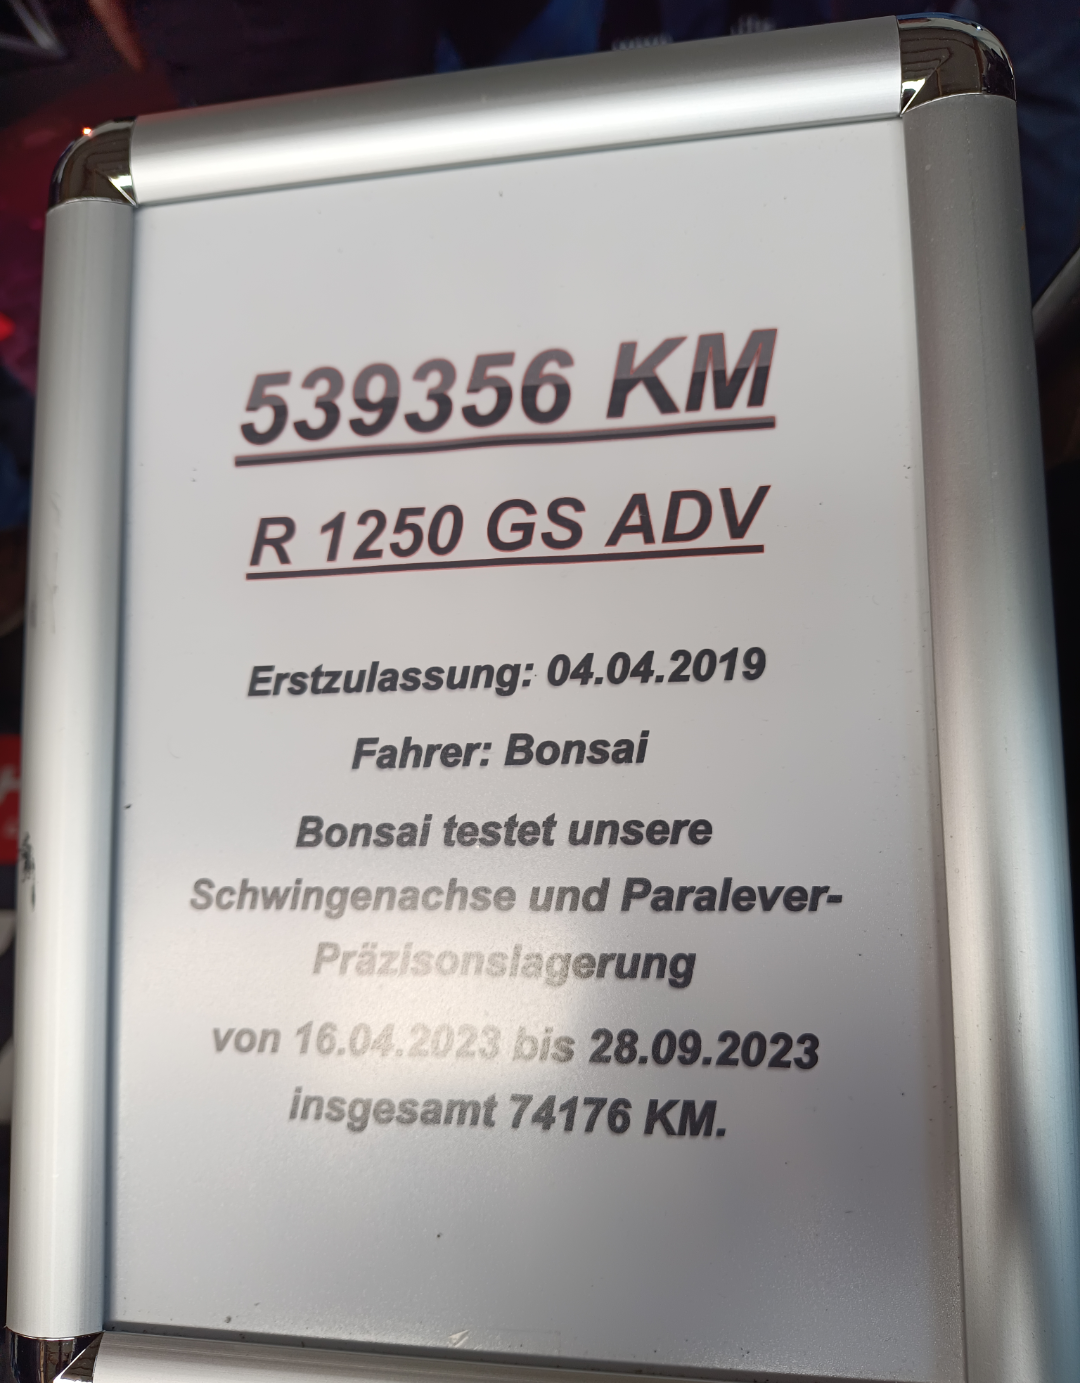 539356 KM
R 1250 GS ADV
Erstzulassung: 04.04.2019
Fahrer: Bonsai
Bonsai testet unsere
Schwingenachse und Paralever-
Präzisonslagerung
von 16.04.2023 bis 28.09.2023
insgesamt 74176 KM.